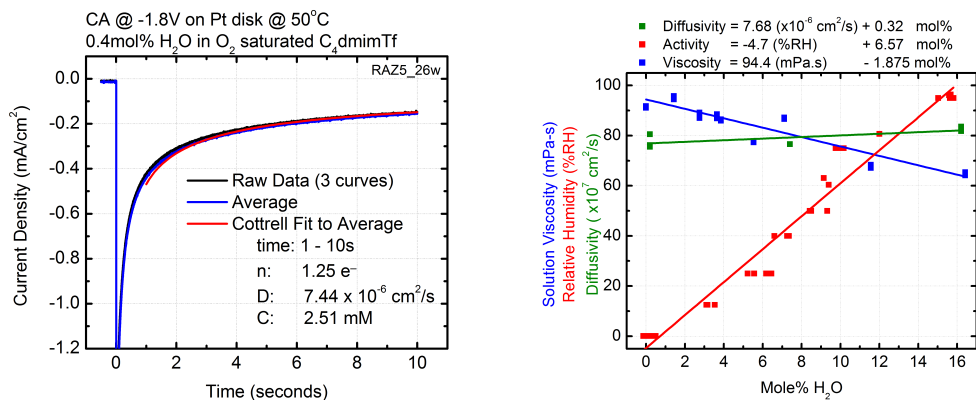 CA @ -1.8V on Pt disk @ 50°C
0.4mol% H₂O in O₂ saturated C₄dmimTf
RAZ5_26w
0.0
-0.2
-0.4
-0.6
-0.8
-1.0
-1.2
Current Density (mA/cm²)
Raw Data (3 curves)
Average
Cottrell Fit to Average
time: 1 - 10s
n: 1.25 e⁻
D: 7.44 x 10⁻⁶ cm²/s
C: 2.51 mM
0 2 4 6 8 10
Time (seconds)
Diffusivity = 7.68 (x10⁻⁶ cm²/s) + 0.32 mol%
Activity = -4.7 (%RH) + 6.57 mol%
Viscosity = 94.4 (mPa.s) - 1.875 mol%
Solution Viscosity (mPa-s)
Relative Humidity (%RH)
Diffusivity ( x10⁷ cm²/s)
100
80
60
40
20
0
0 2 4 6 8 10 12 14 16
Mole% H₂O